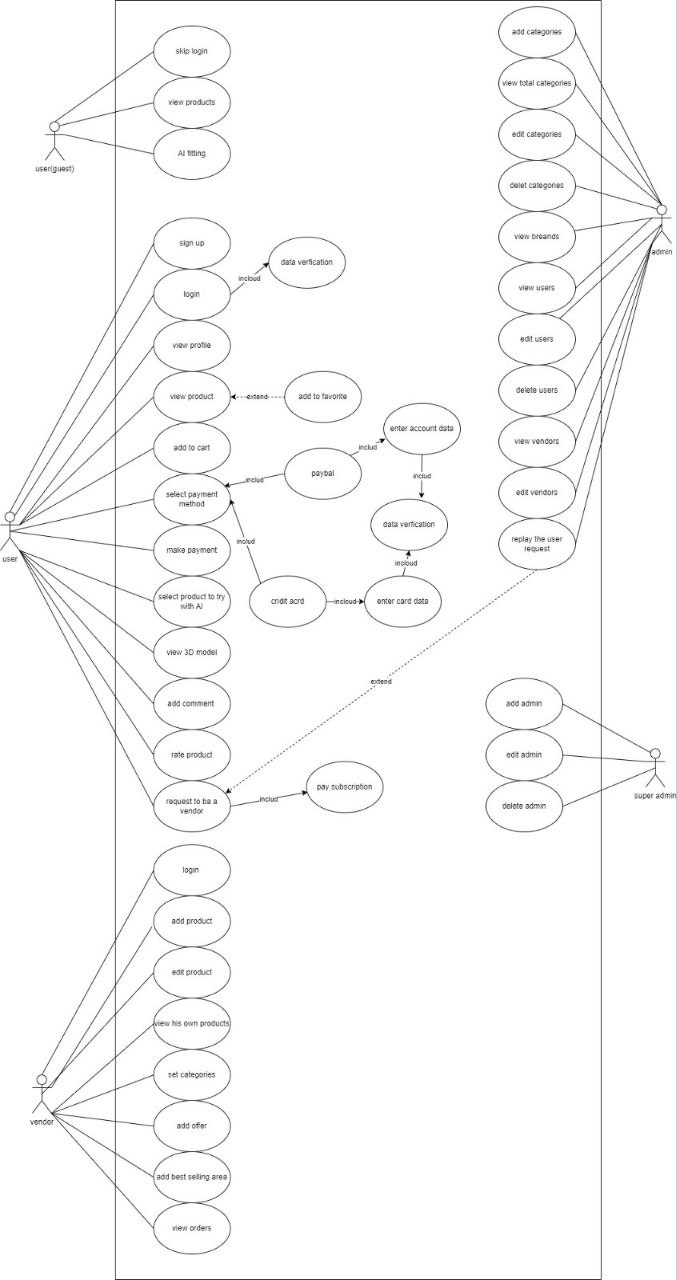 skip login
view products
AI fitting
user(guest)
sign up
login
incloud
data verfication
view profile
view product
extend
add to favorite
add to cart
select payment
method
includ
paybal
includ
enter account data
includ
data verfication
user
make payment
includ
incloud
select product to try
with AI
cridit acrd
incloud
enter card data
view 3D model
add comment
rate product
request to ba a
vendor
includ
pay subscription
extend
add categories
view total categories
edit categories
delet categories
view breands
admin
view users
edit users
delete users
view vendors
edit vendors
replay the user
request
add admin
edit admin
delete admin
super admin
login
add product
edit product
view his own products
set categories
vendor
add offer
add best selling area
view orders